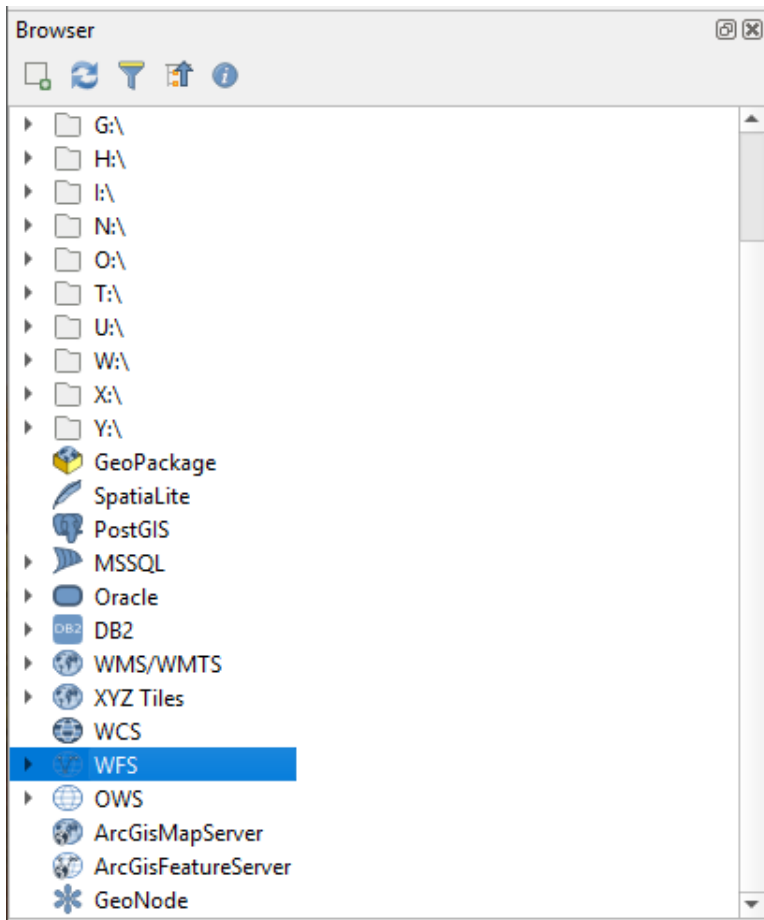 Browser
G:\
H:\
I:\
N:\
O:\
T:\
U:\
W:\
X:\
Y:\
GeoPackage
SpatiaLite
PostGIS
MSSQL
Oracle
DB2 DB2
WMS/WMTS
XYZ Tiles
WCS
WFS
OWS
ArcGisMapServer
ArcGisFeatureServer
GeoNode